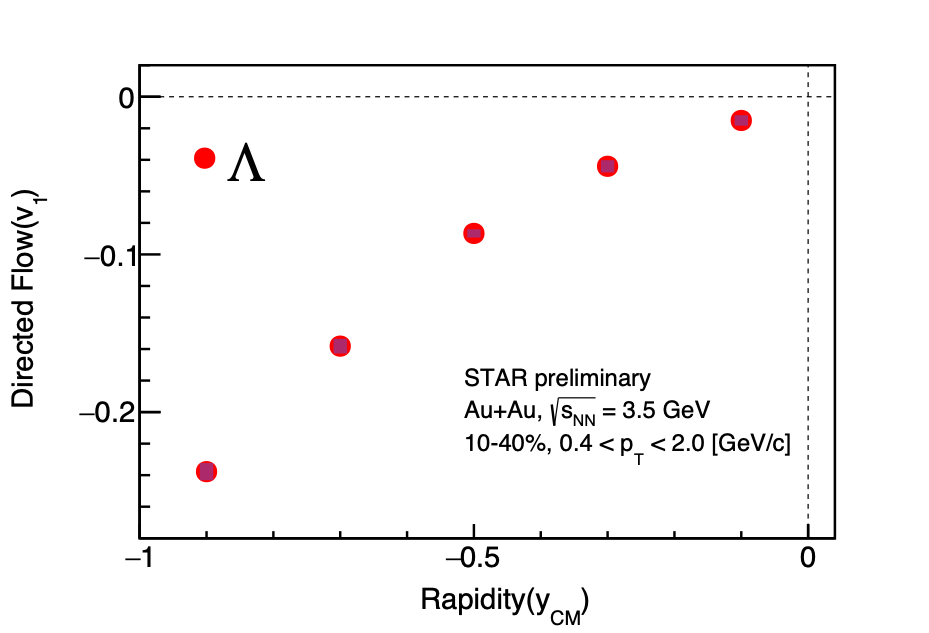 0
Λ
−0.1
−0.2
Directed Flow(v1)
STAR preliminary
Au+Au, √sNN = 3.5 GeV
10-40%, 0.4 < pT < 2.0 [GeV/c]
−1
−0.5
0
Rapidity(yCM)